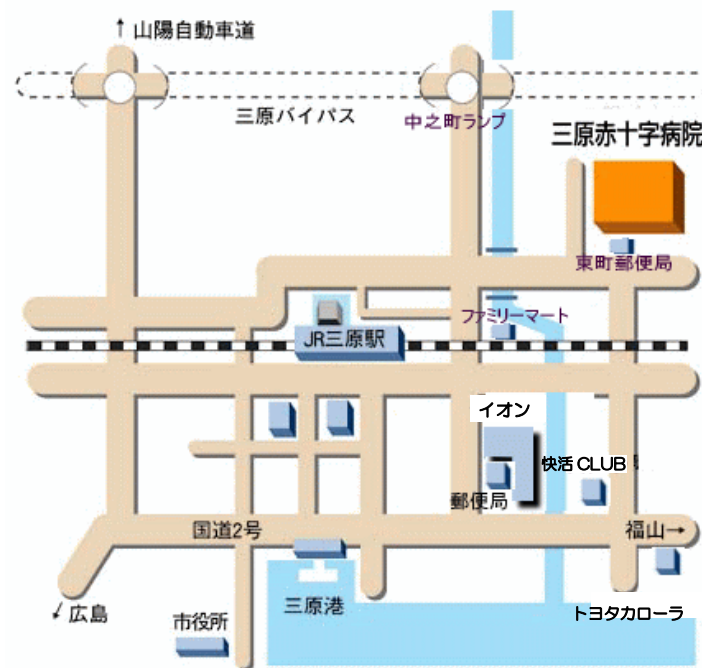 ↑山陽自動車道
三原バイパス
中之町ランプ
三原赤十字病院
東町郵便局
ファミリーマート
JR三原駅
イオン
快活 CLUB
郵便局
国道2号
福山→
↙広島
三原港
市役所
トヨタカローラ